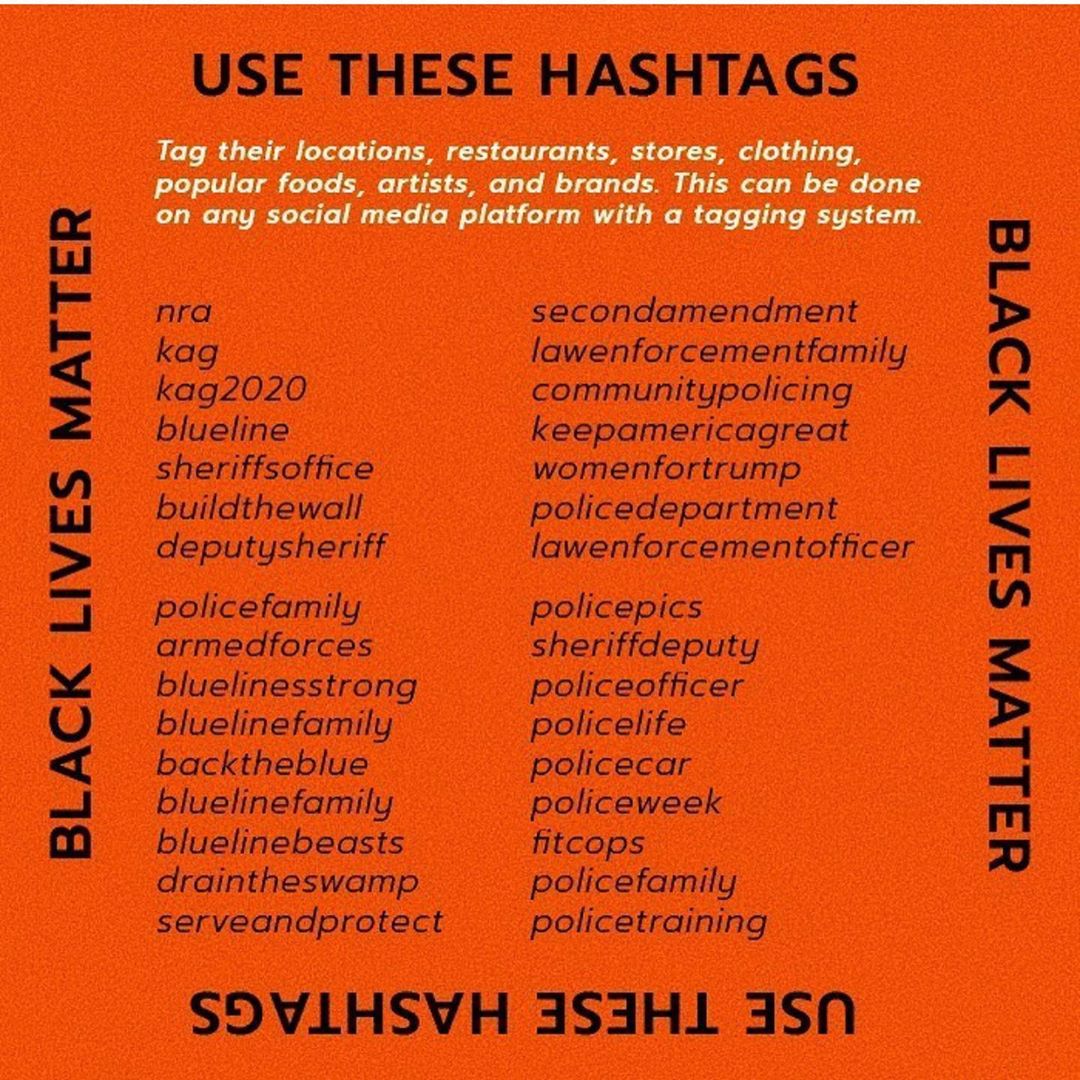 USE THESE HASHTAGS
Tag their locations, restaurants, stores, clothing,
popular foods, artists, and brands. This can be done
on any social media platform with a tagging system.
BLACK LIVES MATTER
nra
kag
kag2020
blueline
sheriffsoffice
buildthewall
deputysheriff
policefamily
armedforces
bluelinesstrong
bluelinefamily
backtheblue
bluelinefamily
bluelinebeasts
draintheswamp
serveandprotect
secondamendment
lawenforcementfamily
communitypolicing
keepamericagreat
womenfortrump
policedepartment
lawenforcementofficer
policepics
sheriffdeputy
policeofficer
policelife
policecar
policeweek
fitcops
policefamily
policetraining
BLACK LIVES MATTER
USE THESE HASHTAGS